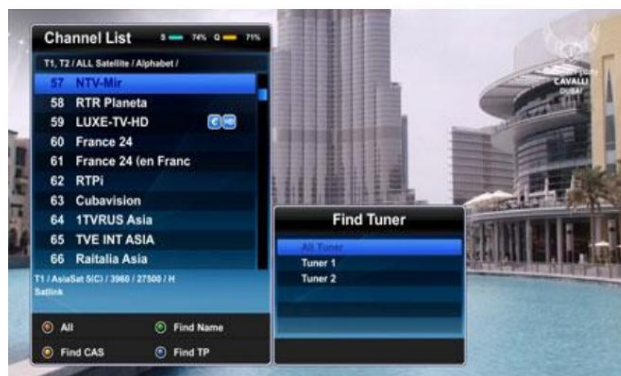 Channel List
S 74% Q 71%
T1, T2 / ALL Satellite / Alphabet /
57 NTV-Mir
58 RTR Planeta
59 LUXE-TV-HD C HD
60 France 24
61 France 24 (en Franc
62 RTPi
63 Cubavision
64 1TVRUS Asia
65 TVE INT ASIA
66 Raitalia Asia
T1 / AsiaSat 5(C) / 3960 / 27500 / H
Satlink
All
Find Name
Find CAS
Find TP
Find Tuner
All Tuner
Tuner 1
Tuner 2
CAVALLI
DUBAI